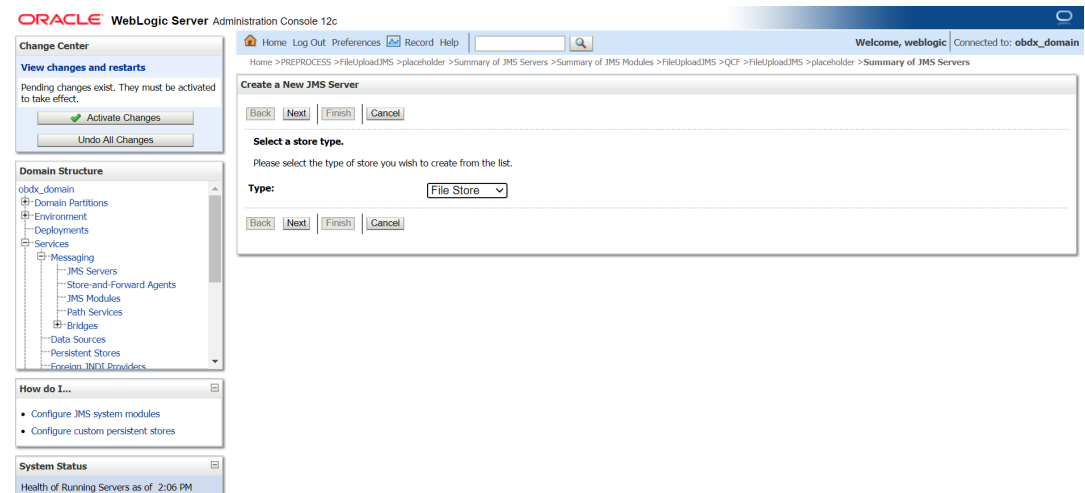 ORACLE WebLogic Server Administration Console 12c
Change Center
View changes and restarts
Pending changes exist. They must be activated
to take effect.
Activate Changes
Undo All Changes
Domain Structure
obdx_domain
Domain Partitions
Environment
Deployments
Services
Messaging
JMS Servers
Store-and-Forward Agents
JMS Modules
Path Services
Bridges
Data Sources
Persistent Stores
Foreign JNDI Providers
How do I...
Configure JMS system modules
Configure custom persistent stores
System Status
Health of Running Servers as of 2:06 PM
Home Log Out Preferences Record Help
Welcome, weblogic Connected to: obdx_domain
Home >PREPROCESS >FileUploadJMS >placeholder >Summary of JMS Servers >Summary of JMS Modules >FileUploadJMS >QCF >FileUploadJMS >placeholder >Summary of JMS Servers
Create a New JMS Server
Back Next Finish Cancel
Select a store type.
Please select the type of store you wish to create from the list.
Type: File Store
Back Next Finish Cancel